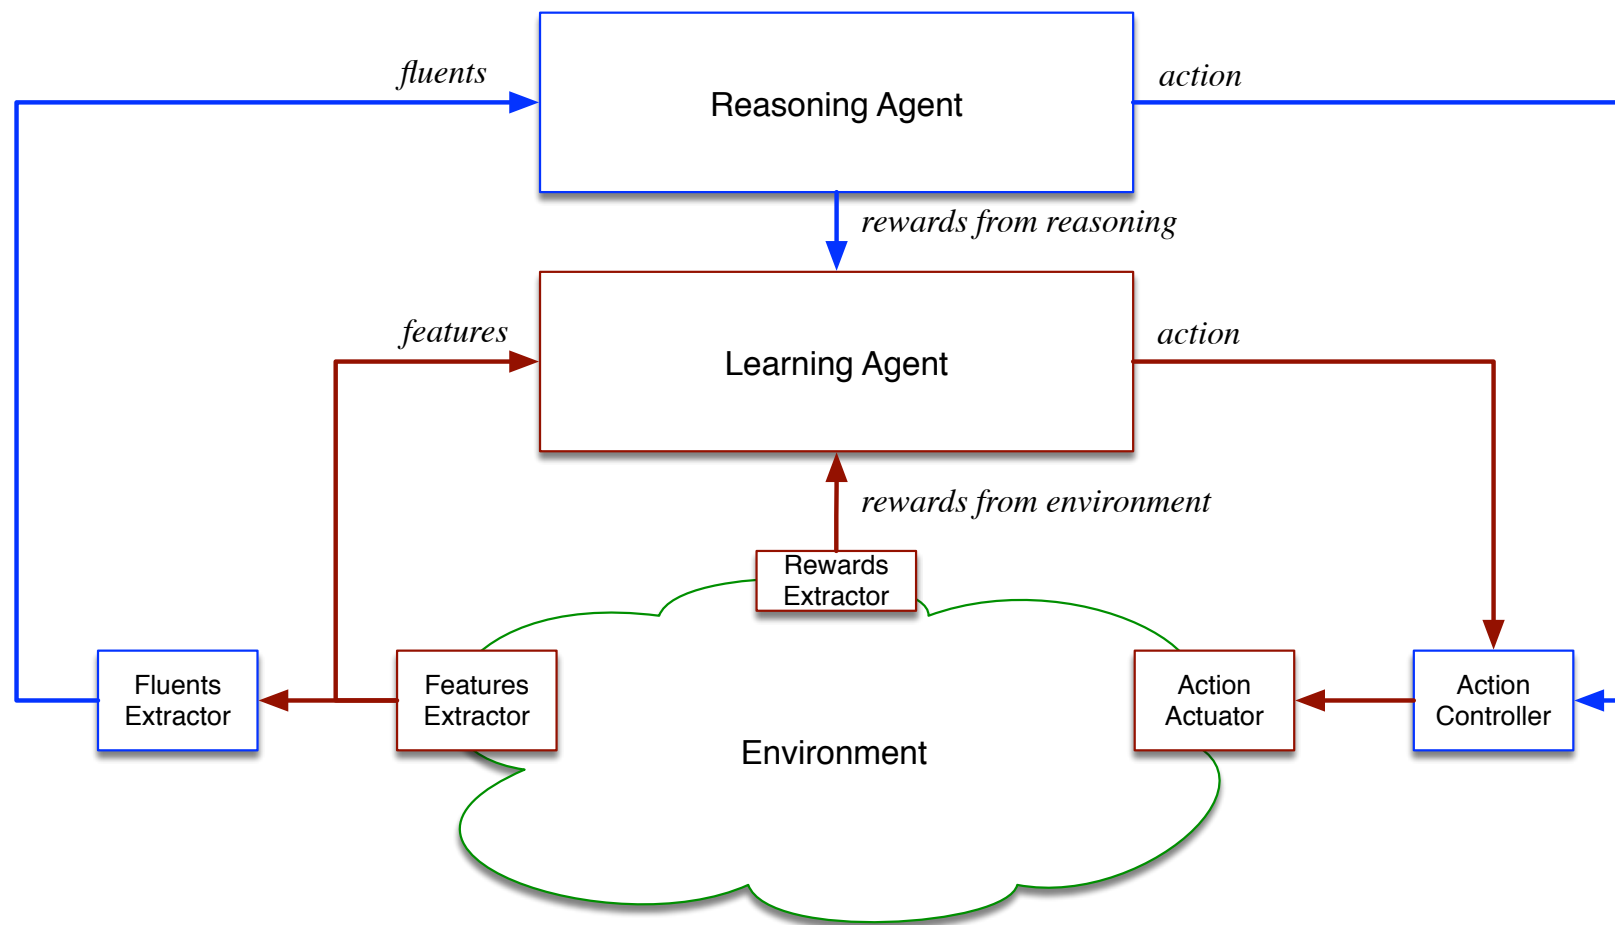 fluents
action
Reasoning Agent
rewards from reasoning
features
action
Learning Agent
rewards from environment
Rewards
Extractor
Fluents
Extractor
Features
Extractor
Action
Actuator
Action
Controller
Environment